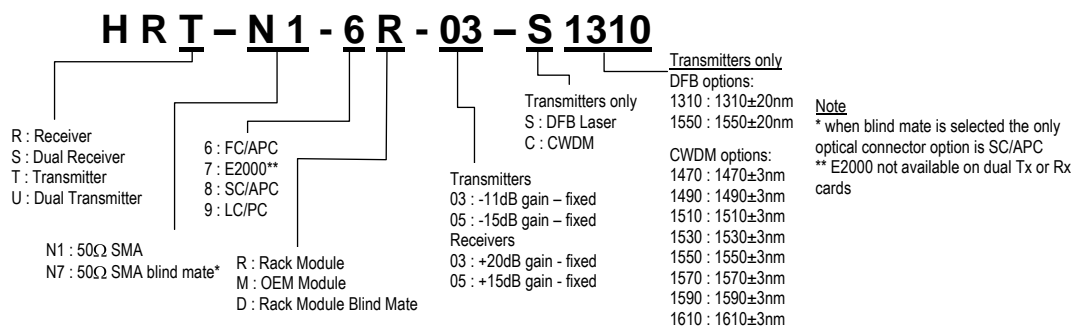 H R T – N 1 - 6 R - 03 – S 1310
R : Receiver
S : Dual Receiver
T : Transmitter
U : Dual Transmitter
N1 : 50Ω SMA
N7 : 50Ω SMA blind mate*
6 : FC/APC
7 : E2000**
8 : SC/APC
9 : LC/PC
R : Rack Module
M : OEM Module
D : Rack Module Blind Mate
Transmitters
03 : -11dB gain – fixed
05 : -15dB gain – fixed
Receivers
03 : +20dB gain - fixed
05 : +15dB gain - fixed
Transmitters only
S : DFB Laser
C : CWDM
Transmitters only
DFB options:
1310 : 1310±20nm
1550 : 1550±20nm
CWDM options:
1470 : 1470±3nm
1490 : 1490±3nm
1510 : 1510±3nm
1530 : 1530±3nm
1550 : 1550±3nm
1570 : 1570±3nm
1590 : 1590±3nm
1610 : 1610±3nm
Note
* when blind mate is selected the only
optical connector option is SC/APC
** E2000 not available on dual Tx or Rx
cards